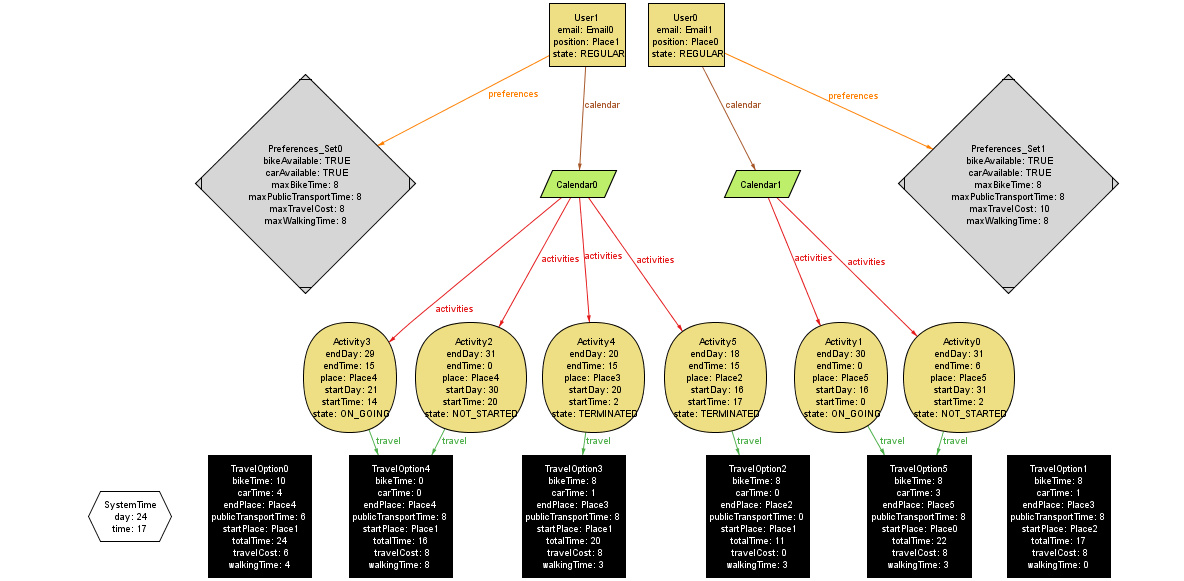 User1
email: Email0
position: Place1
state: REGULAR
User0
email: Email1
position: Place0
state: REGULAR
preferences
calendar
calendar
preferences
Preferences_Set0
bikeAvailable: TRUE
carAvailable: TRUE
maxBikeTime: 8
maxPublicTransportTime: 8
maxTravelCost: 8
maxWalkingTime: 8
Calendar0
Calendar1
Preferences_Set1
bikeAvailable: TRUE
carAvailable: TRUE
maxBikeTime: 8
maxPublicTransportTime: 8
maxTravelCost: 10
maxWalkingTime: 8
activities
activities
activities
activities
activities
activities
Activity3
endDay: 29
endTime: 15
place: Place4
startDay: 21
startTime: 14
state: ON_GOING
Activity2
endDay: 31
endTime: 0
place: Place4
startDay: 30
startTime: 20
state: NOT_STARTED
Activity4
endDay: 20
endTime: 15
place: Place3
startDay: 20
startTime: 2
state: TERMINATED
Activity5
endDay: 18
endTime: 15
place: Place2
startDay: 16
startTime: 17
state: TERMINATED
Activity1
endDay: 30
endTime: 0
place: Place5
startDay: 16
startTime: 0
state: ON_GOING
Activity0
endDay: 31
endTime: 6
place: Place5
startDay: 31
startTime: 2
state: NOT_STARTED
travel
travel
travel
travel
travel
travel
SystemTime
day: 24
time: 17
TravelOption0
bikeTime: 10
carTime: 4
endPlace: Place4
publicTransportTime: 6
startPlace: Place1
totalTime: 24
travelCost: 6
walkingTime: 4
TravelOption4
bikeTime: 0
carTime: 0
endPlace: Place4
publicTransportTime: 8
startPlace: Place1
totalTime: 16
travelCost: 8
walkingTime: 8
TravelOption3
bikeTime: 8
carTime: 1
endPlace: Place3
publicTransportTime: 8
startPlace: Place1
totalTime: 20
travelCost: 8
walkingTime: 3
TravelOption2
bikeTime: 8
carTime: 0
endPlace: Place2
publicTransportTime: 0
startPlace: Place1
totalTime: 11
travelCost: 0
walkingTime: 3
TravelOption5
bikeTime: 8
carTime: 3
endPlace: Place5
publicTransportTime: 8
startPlace: Place0
totalTime: 22
travelCost: 8
walkingTime: 3
TravelOption1
bikeTime: 8
carTime: 1
endPlace: Place3
publicTransportTime: 8
startPlace: Place2
totalTime: 17
travelCost: 8
walkingTime: 0